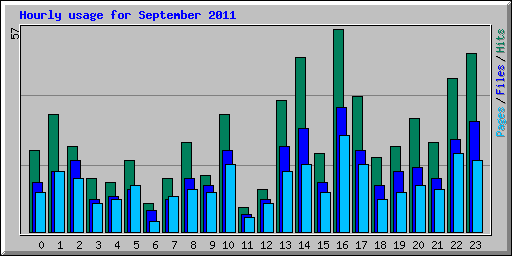 Hourly usage for September 2011
57
Pages / Files / Hits
0 1 2 3 4 5 6 7 8 9 10 11 12 13 14 15 16 17 18 19 20 21 22 23